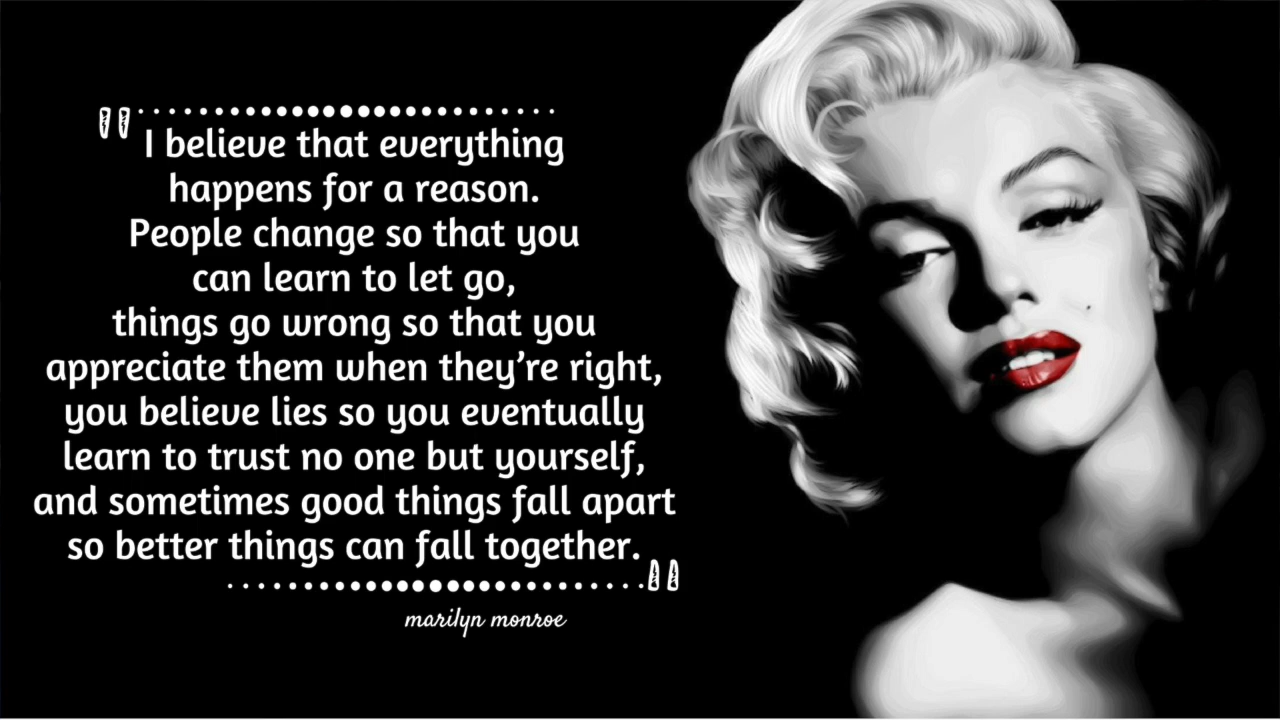 "I believe that everything
happens for a reason.
People change so that you
can learn to let go,
things go wrong so that you
appreciate them when they’re right,
you believe lies so you eventually
learn to trust no one but yourself,
and sometimes good things fall apart
so better things can fall together."
marilyn monroe